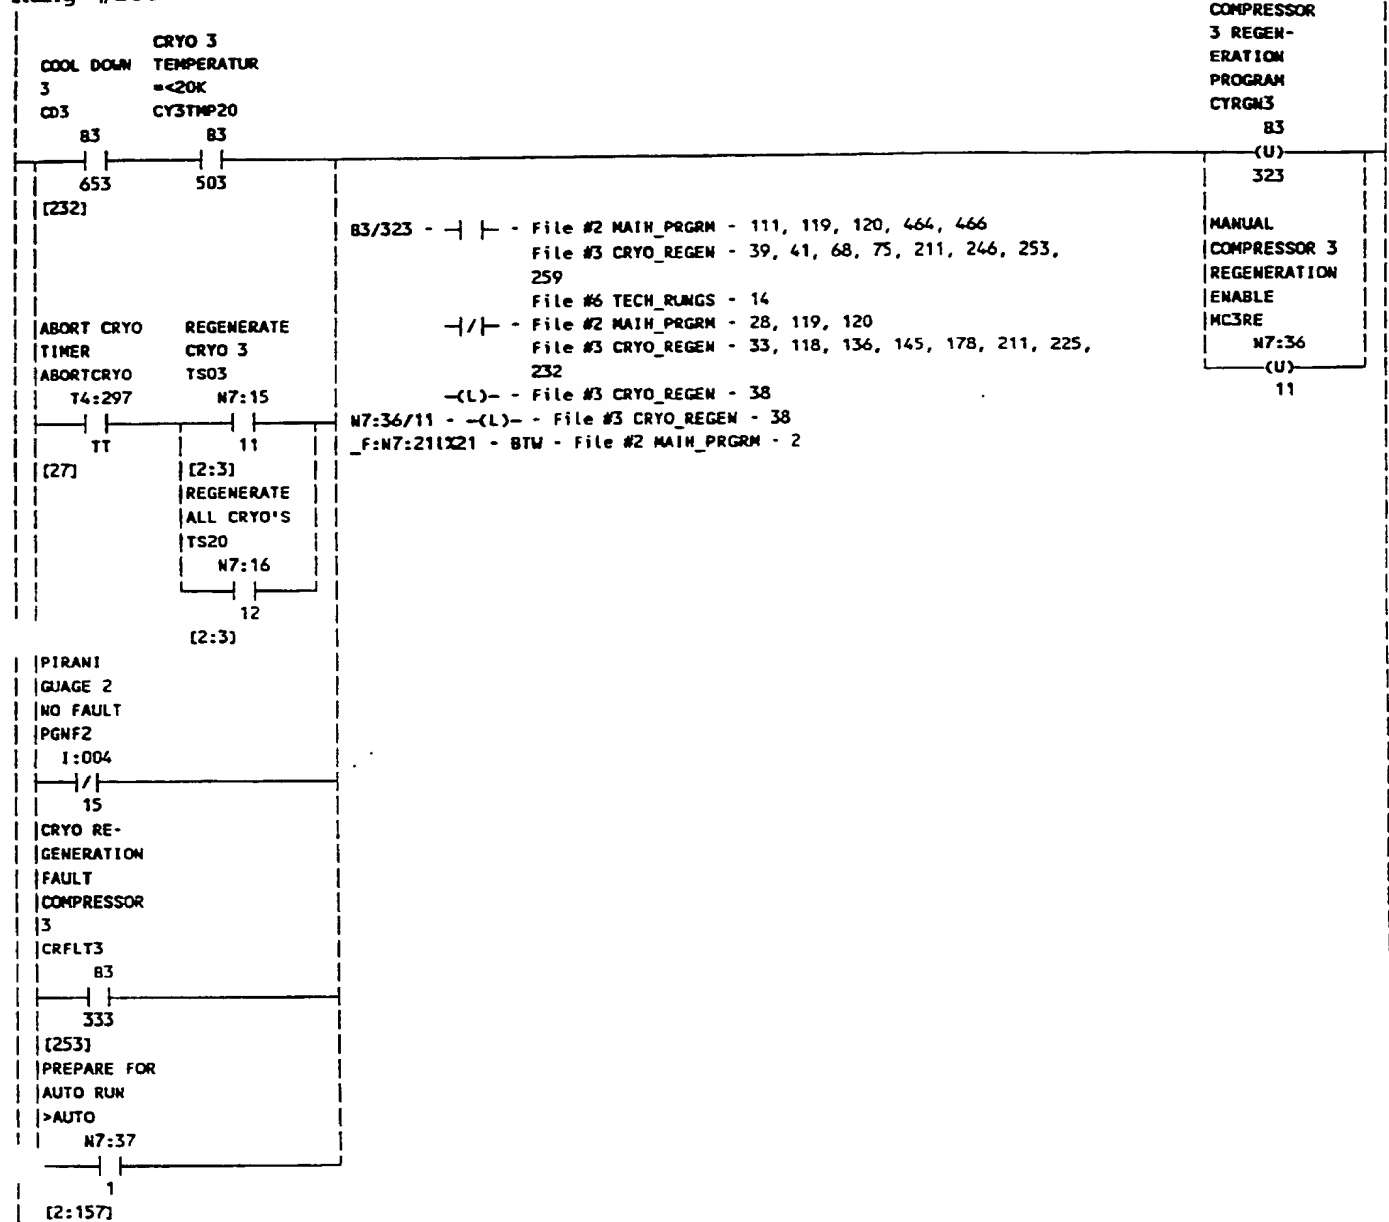 COMPRESSOR
3 REGEN-
ERATION
PROGRAM
CYRGN3
B3
(U)
323
CRYO 3
COOL DOWN TEMPERATUR
3 =<20K
CD3 CY3TMP20
B3 B3
653 503
[232]
B3/323 - -| |- - File #2 MAIN_PRGRM - 111, 119, 120, 464, 466
File #3 CRYO_REGEN - 39, 41, 68, 75, 211, 246, 253,
259
File #6 TECH_RUNGS - 14
-|/|- - File #2 MAIN_PRGRM - 28, 119, 120
File #3 CRYO_REGEN - 33, 118, 136, 145, 178, 211, 225,
232
-(L)- - File #3 CRYO_REGEN - 38
N7:36/11 - -(L)- - File #3 CRYO_REGEN - 38
_F:N7:211%21 - BTW - File #2 MAIN_PRGRM - 2
MANUAL
COMPRESSOR 3
REGENERATION
ENABLE
MC3RE
N7:36
(U)
11
ABORT CRYO REGENERATE
TIMER CRYO 3
ABORTCRYO TS03
T4:297 N7:15
TT 11
[27] [2:3]
REGENERATE
ALL CRYO'S
TS20
N7:16
12
[2:3]
PIRANI
GUAGE 2
NO FAULT
PGNF2
I:004
/
15
CRYO RE-
GENERATION
FAULT
COMPRESSOR
3
CRFLT3
B3
333
[253]
PREPARE FOR
AUTO RUN
>AUTO
N7:37
1
[2:157]